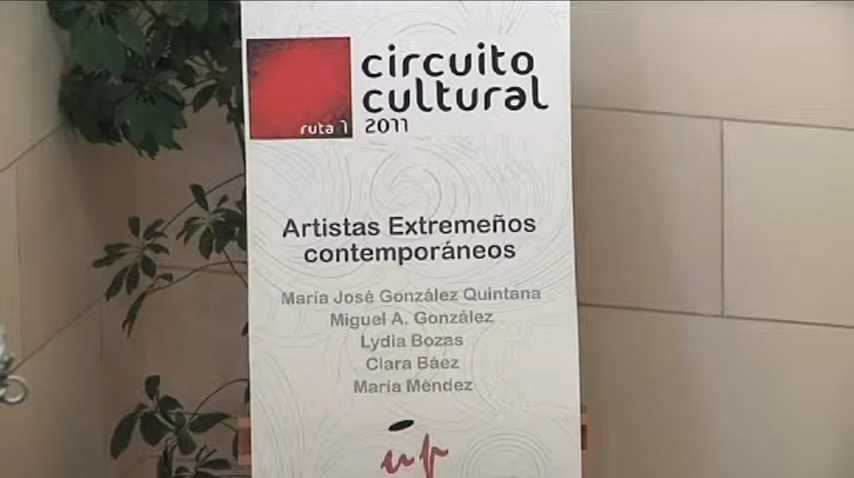 circuito
cultural
ruta 1 2011
Artistas Extremeños
contemporáneos
María José González Quintana
Miguel A. González
Lydia Bozas
Clara Báez
María Méndez
up